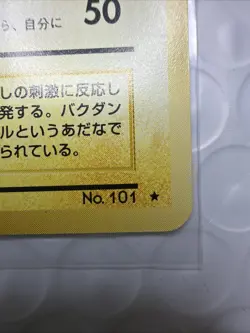 50
ら、自分に
しの刺激に反応し
発する。バクダン
ルというあだなで
られている。
No. 101 ★